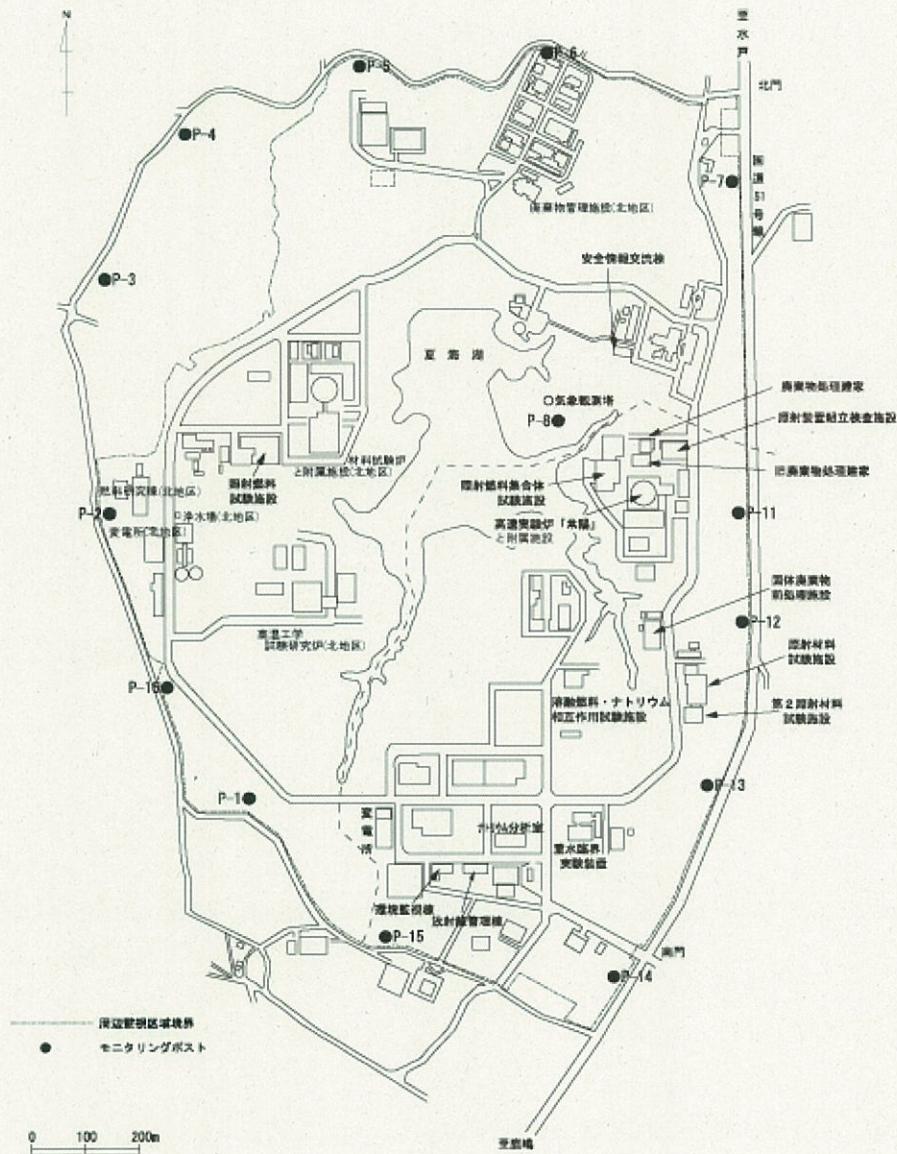 N
至水戸
北門
国道51号線
P-6
P-5
P-4
P-7
廃棄物管理施設(北地区)
安全情報交流棟
P-3
夏海湖
気象観測塔
P-8
廃棄物処理建家
照射装置組立検査施設
旧廃棄物処理建家
材料試験炉
と附属施設(北地区)
照射燃料
試験施設
照射燃料集合体
試験施設
燃料研究棟(北地区)
P-2
浄水場(北地区)
変電所(北地区)
高速実験炉「常陽」
と附属施設
P-11
固体廃棄物
前処理施設
P-12
高温工学
試験研究炉(北地区)
照射材料
試験施設
P-16
溶融燃料・ナトリウム
相互作用試験施設
第2照射材料
試験施設
P-13
P-1
変電所
ナトリウム分析室
重水臨界
実験装置
環境監視棟
放射線管理棟
P-15
南門
P-14
周辺監視区域境界
モニタリングポスト
0 100 200m
至鹿嶋